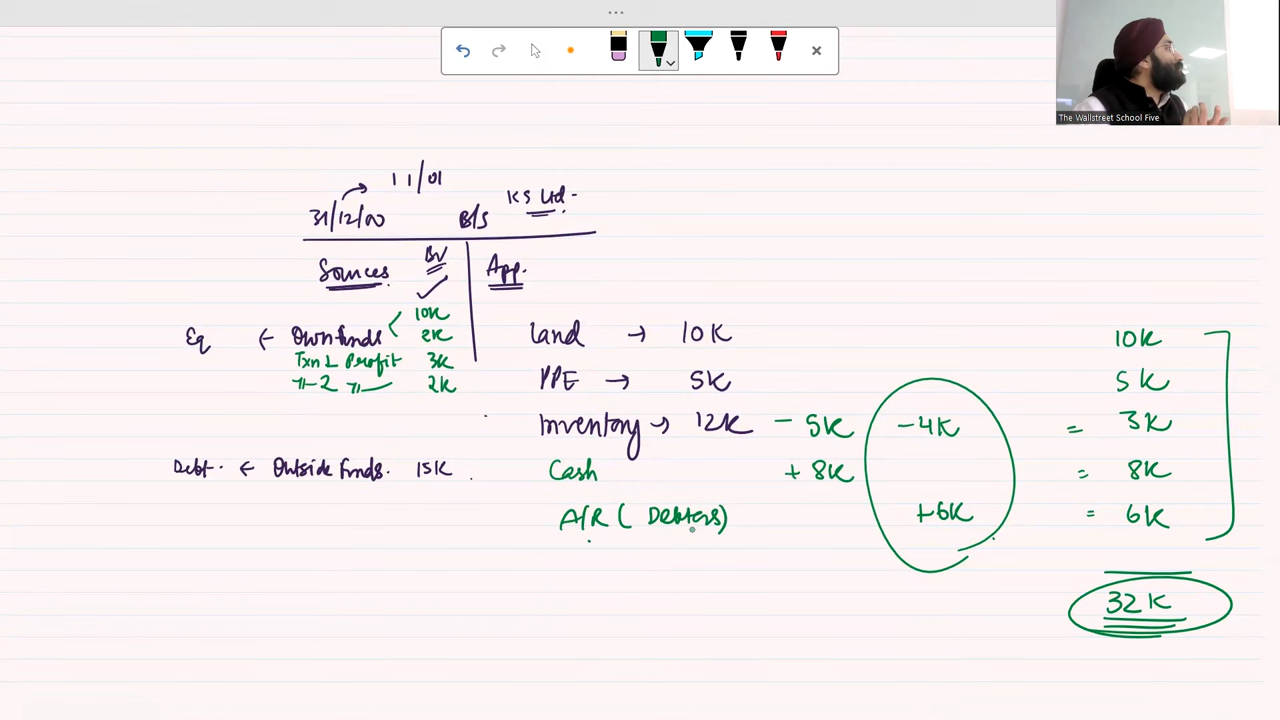 The Wallstreet School Five
11/01
31/12/00 B/S KS Ltd.
Sources BV App.
10K
Eq ← Own funds 2K Land → 10K 10K
Txn 1 Profit 3K
-"- 2 -"- 2K PPE → 5K 5K
Inventory → 12K - 5K - 4K = 3K
Debt. ← Outside funds. 15K Cash + 8K = 8K
A/R ( Debters) +6K = 6K
32K